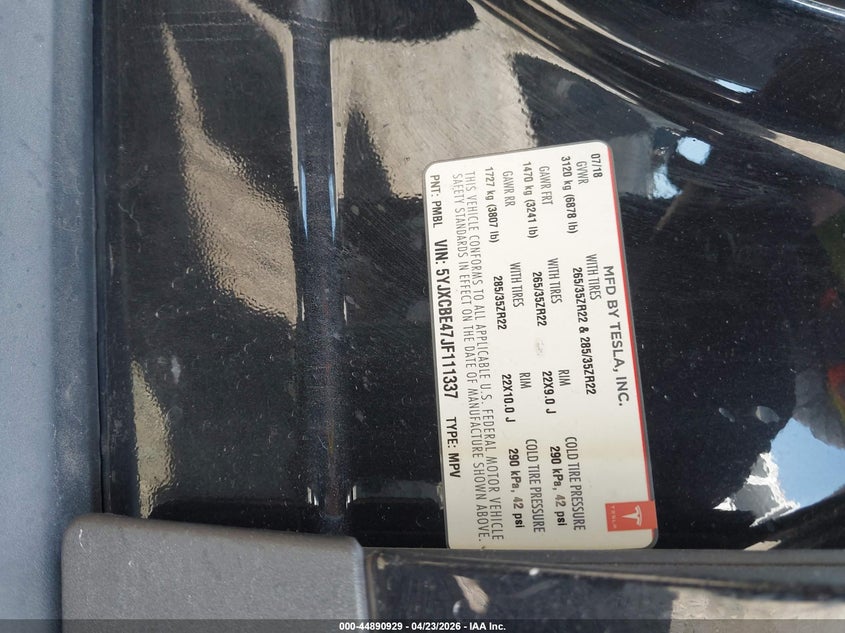 MFD BY TESLA, INC.
TESLA
07/18
GVWR
3120 kg (6878 lb)
WITH TIRES
265/35ZR22 & 285/35ZR22
RIM
22X9.0 J
COLD TIRE PRESSURE
290 kPa, 42 psi
GAWR FRT
1470 kg (3241 lb)
WITH TIRES
265/35ZR22
RIM
22X10.0 J
COLD TIRE PRESSURE
290 kPa, 42 psi
GAWR RR
1727 kg (3807 lb)
WITH TIRES
285/35ZR22
THIS VEHICLE CONFORMS TO ALL APPLICABLE U.S. FEDERAL MOTOR VEHICLE
SAFETY STANDARDS IN EFFECT ON THE DATE OF MANUFACTURE SHOWN ABOVE.
PNT: PMBL VIN: 5YJXCBE47JF111337 TYPE: MPV
000-44890929 - 04/23/2026 - IAA Inc.